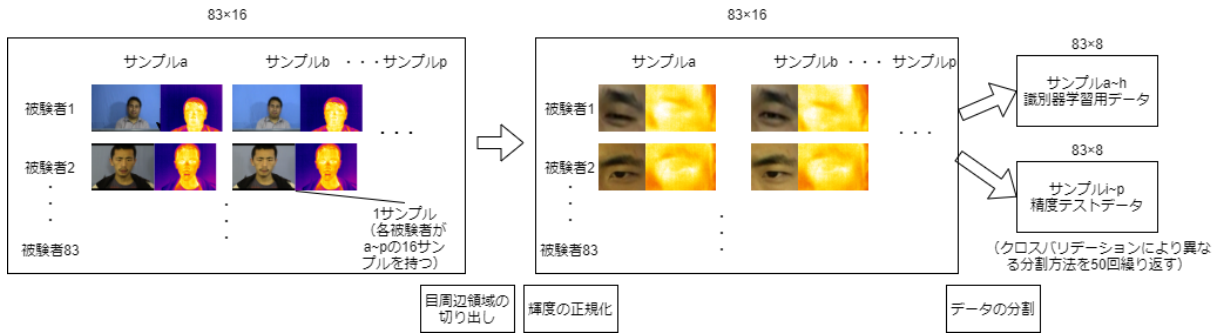 83×16
サンプルa
サンプルb
・・・サンプルp
被験者1
・・・
被験者2
・
・
・
・
・
・
被験者83
1サンプル
（各被験者が
a~pの16サン
プルを持つ）
目周辺領域の
切り出し
83×16
サンプルa
サンプルb
・・・
サンプルp
被験者1
・・・
被験者2
・
・
・
・
・
・
被験者83
輝度の正規化
83×8
サンプルa~h
識別器学習用データ
83×8
サンプルi~p
精度テストデータ
（クロスバリデーションにより異な
る分割方法を50回繰り返す）
データの分割